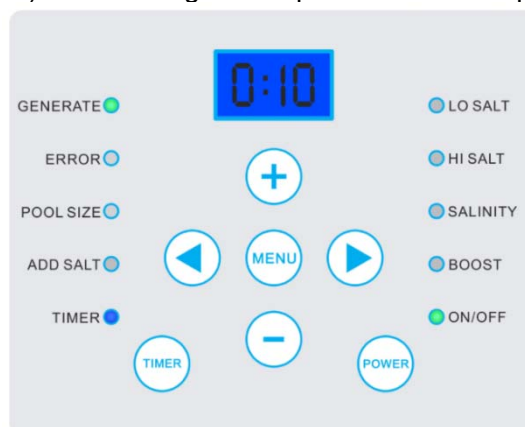 0:10
GENERATE
LO SALT
ERROR
HI SALT
+
POOL SIZE
SALINITY
ADD SALT
MENU
BOOST
TIMER
ON/OFF
−
TIMER
POWER